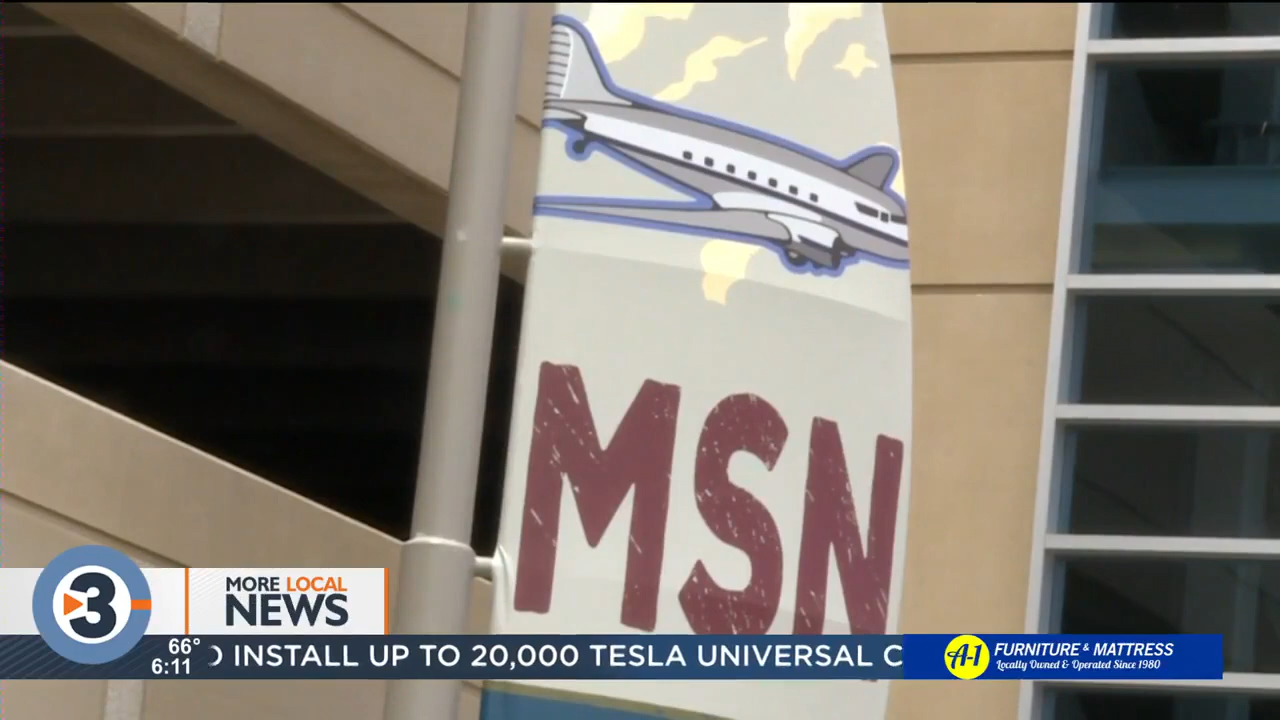 MSN
3
MORE LOCAL
NEWS
66°
6:11
INSTALL UP TO 20,000 TESLA UNIVERSAL C
A-1
FURNITURE & MATTRESS
Locally Owned & Operated Since 1980